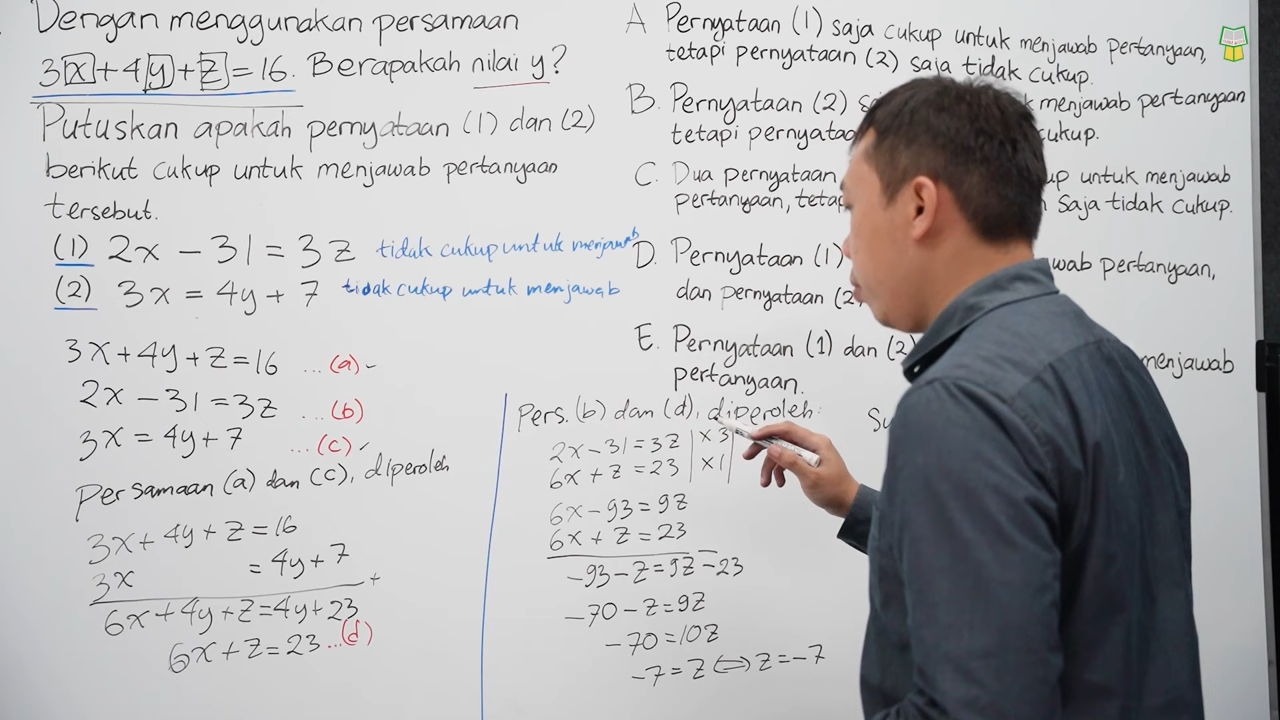 Dengan menggunakan persamaan
3x+4y+z=16. Berapakah nilai y?
Putuskan apakah pernyataan (1) dan (2)
berikut cukup untuk menjawab pertanyaan
tersebut.
(1) 2x - 31 = 3z tidak cukup untuk menjawab
(2) 3x = 4y + 7 tidak cukup untuk menjawab
3x+4y+z=16 ...(a)
2x - 31 = 3z ...(b)
3x = 4y+7 ...(c)
Persamaan (a) dan (c), diperoleh
3x+4y+z=16
3x = 4y+7
+
6x+4y+z=4y+23
6x+z=23...(d)
A Pernyataan (1) saja cukup untuk menjawab pertanyaan,
tetapi pernyataan (2) saja tidak cukup.
B. Pernyataan (2) menjawab pertanyaan
tetapi cukup.
C. Dua pernyataan untuk menjawab
pertanyaan, saja tidak cukup.
D. Pernyataan (1) pertanyaan,
dan pernyataan
E. Pernyataan (1) dan (2) menjawab
pertanyaan.
Pers. (b) dan (d), diperoleh:
2x-31=3z | x3
6x+z=23 | x1 |
6x-93=9z
6x+z=23
-
-93-z=9z-23
-70-z=9z
-70=10z
-7=z ⇔ z=-7